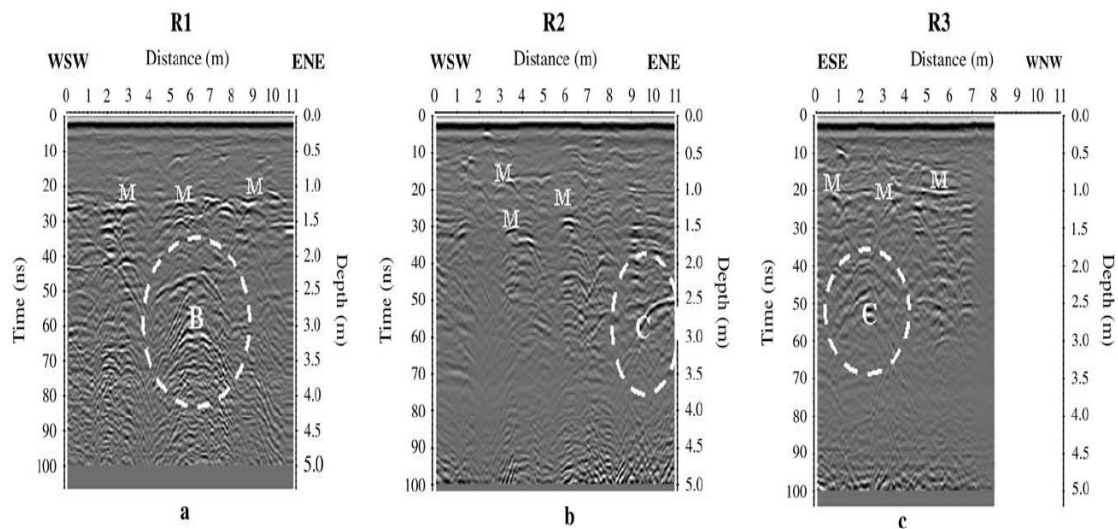 R1
Distance (m)
WSW
ENE
0 1 2 3 4 5 6 7 8 9 10 11
0
10
20
30
40
50
60
70
80
90
100
Time (ns)
0.0
0.5
1.0
1.5
2.0
2.5
3.0
3.5
4.0
4.5
5.0
Depth (m)
M
M
M
B
a
R2
Distance (m)
WSW
ENE
0 1 2 3 4 5 6 7 8 9 10 11
0
10
20
30
40
50
60
70
80
90
100
Time (ns)
0.0
0.5
1.0
1.5
2.0
2.5
3.0
3.5
4.0
4.5
5.0
Depth (m)
M
M
M
C
b
R3
Distance (m)
ESE
WNW
0 1 2 3 4 5 6 7 8 9 10 11
0
10
20
30
40
50
60
70
80
90
100
Time (ns)
0.0
0.5
1.0
1.5
2.0
2.5
3.0
3.5
4.0
4.5
5.0
Depth (m)
M
M
M
C
c